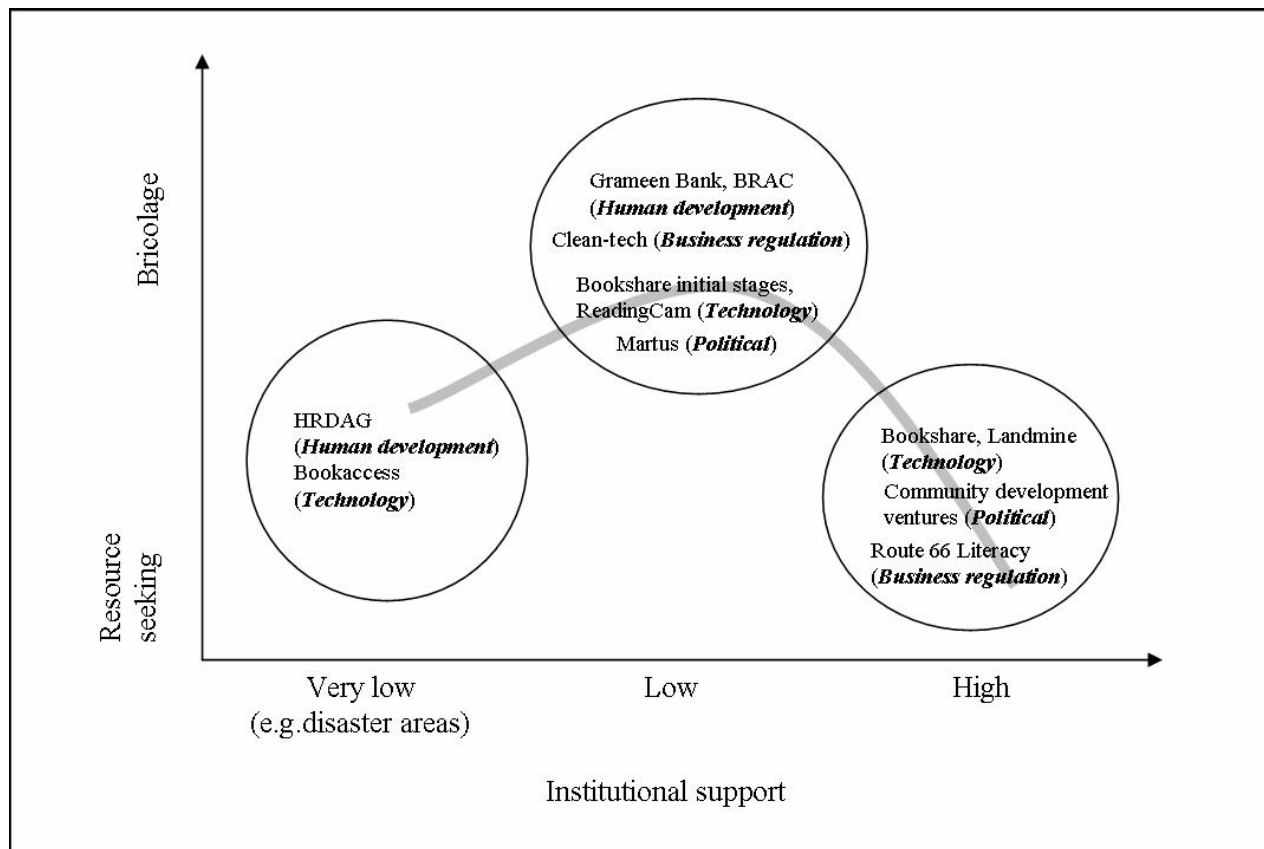 Bricolage
Resource
seeking
Grameen Bank, BRAC
(Human development)
Clean-tech (Business regulation)
Bookshare initial stages,
ReadingCam (Technology)
Martus (Political)
HRDAG
(Human development)
Bookaccess
(Technology)
Bookshare, Landmine
(Technology)
Community development
ventures (Political)
Route 66 Literacy
(Business regulation)
Very low
(e.g.disaster areas)
Low
High
Institutional support